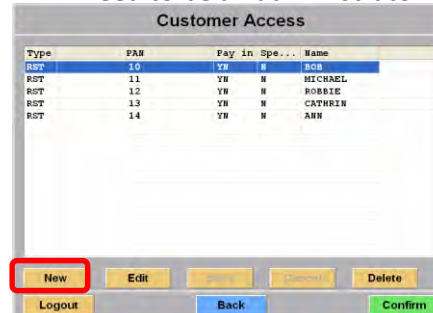 Customer Access
Type PAN Pay in Spe... Name
RST 10 YN N BOB
RST 11 YN N MICHAEL
RST 12 YN N ROBBIE
RST 13 YN N CATHRIN
RST 14 YN N ANN
New Edit Cancel Delete
Logout Back Confirm